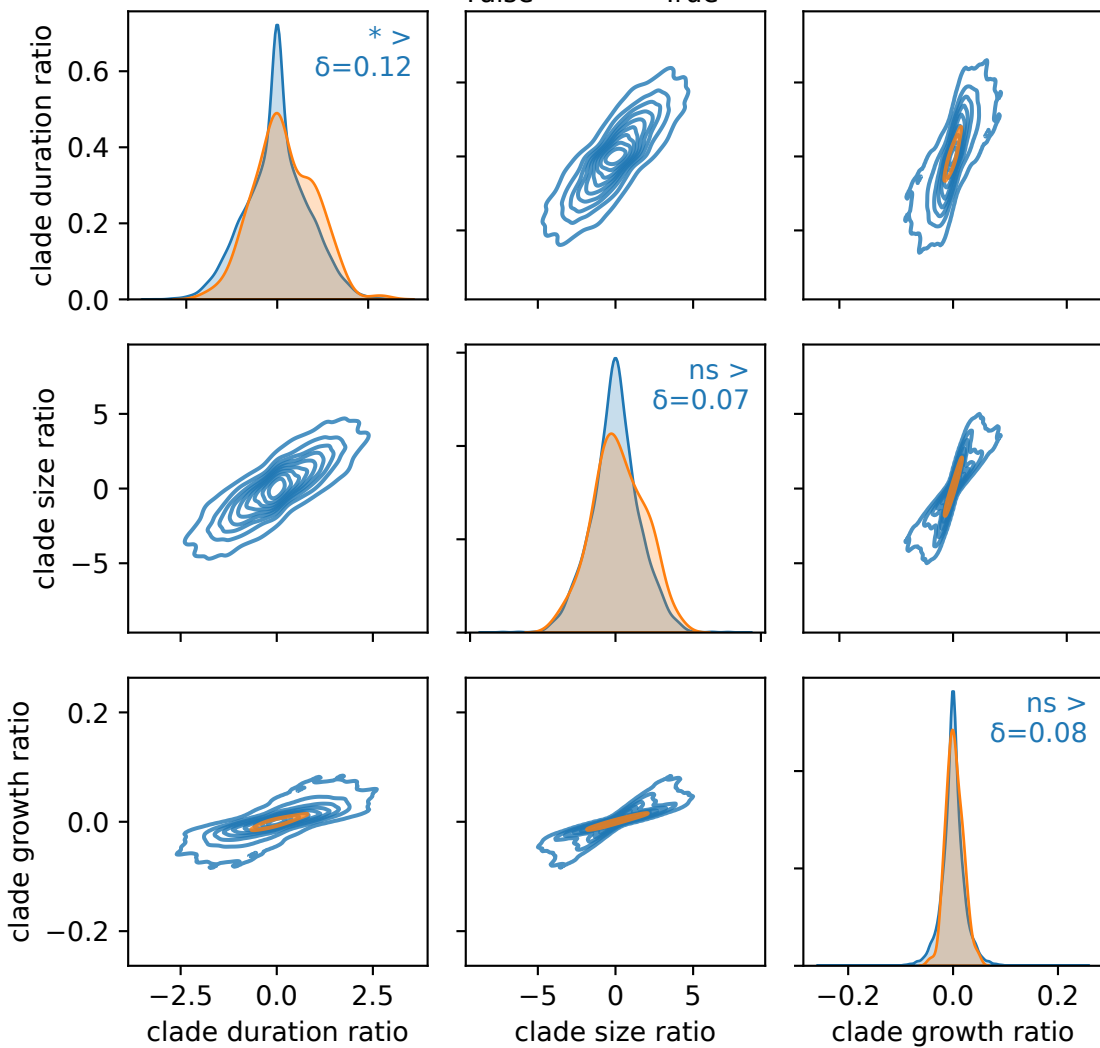 clade duration ratio
0.6
0.4
0.2
0.0
* >
δ=0.12
clade size ratio
5
0
−5
ns >
δ=0.07
clade growth ratio
0.2
0.0
−0.2
ns >
δ=0.08
−2.5 0.0 2.5
−5 0 5
−0.2 0.0 0.2
clade duration ratio
clade size ratio
clade growth ratio